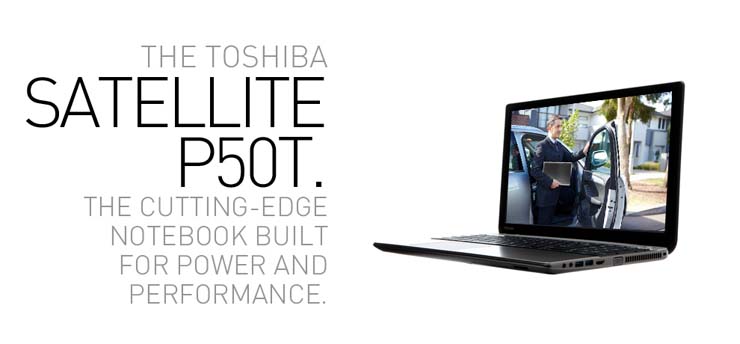 THE TOSHIBA
SATELLITE
P50T.
THE CUTTING-EDGE
NOTEBOOK BUILT
FOR POWER AND
PERFORMANCE.